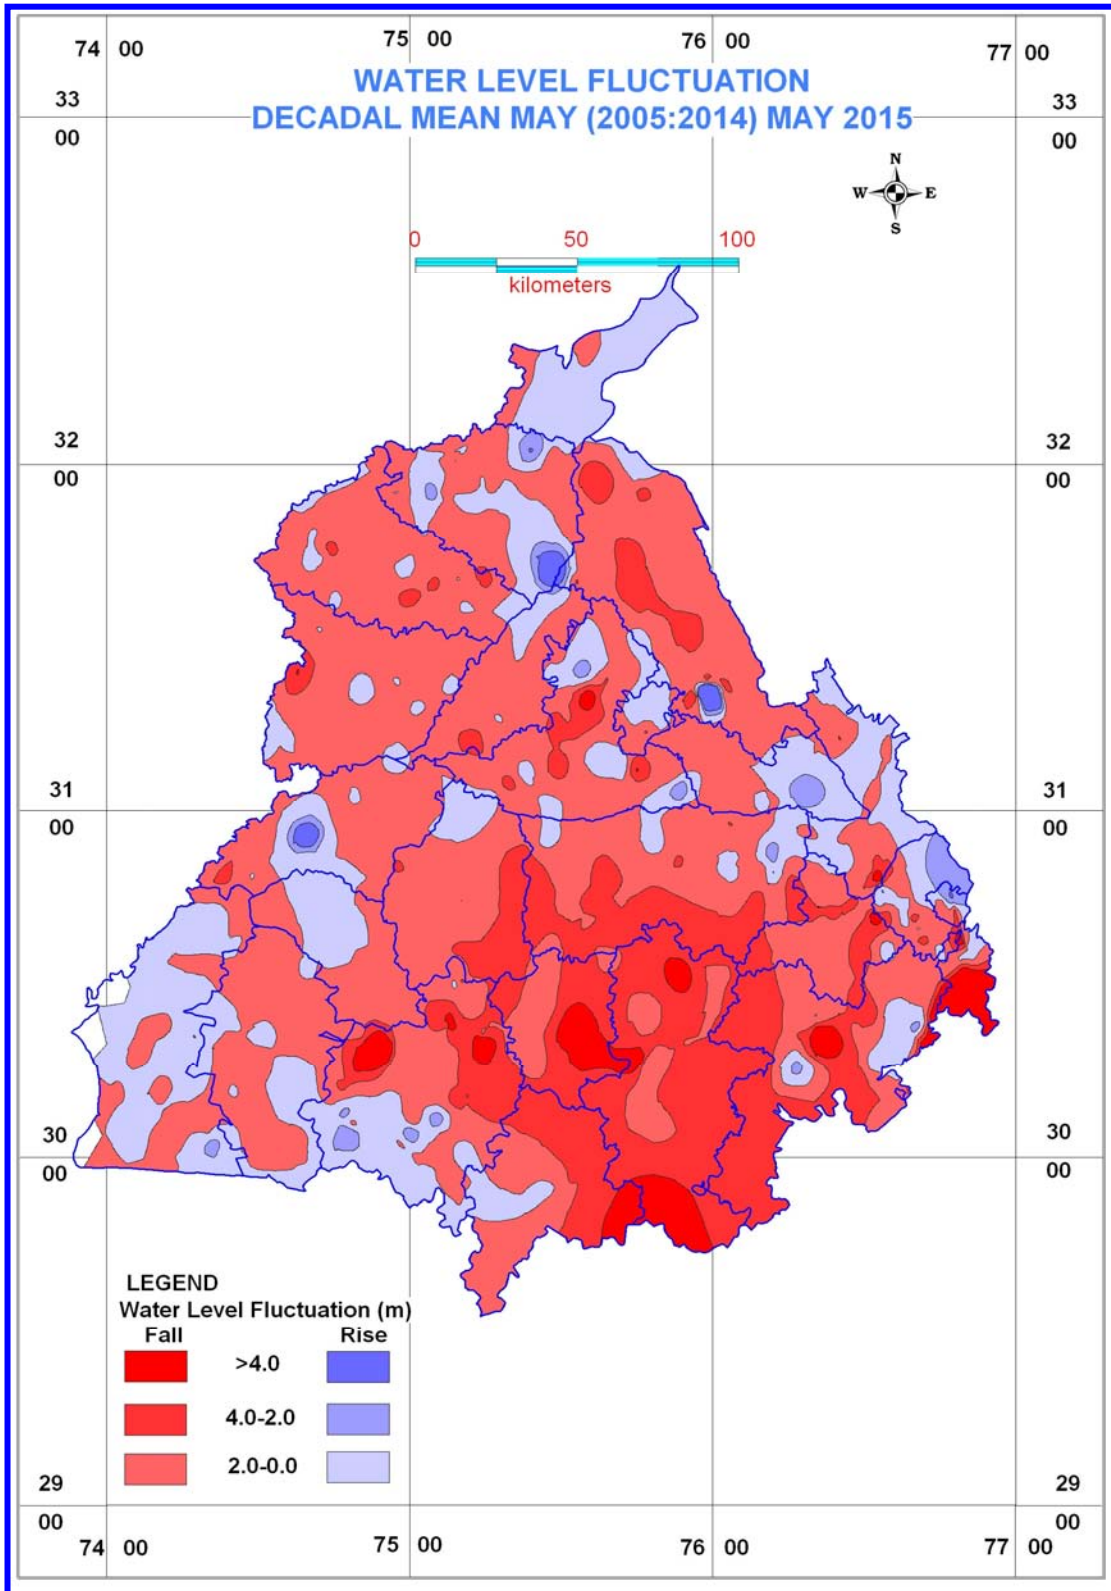 74 00 75 00 76 00 77 00
WATER LEVEL FLUCTUATION
33 33
DECADAL MEAN MAY (2005:2014) MAY 2015
00 00
N
W E
S
0 50 100
kilometers
32 32
00 00
31 31
00 00
30 30
00 00
LEGEND
Water Level Fluctuation (m)
Fall Rise
>4.0
4.0-2.0
2.0-0.0
29 29
00 00
74 00 75 00 76 00 77 00